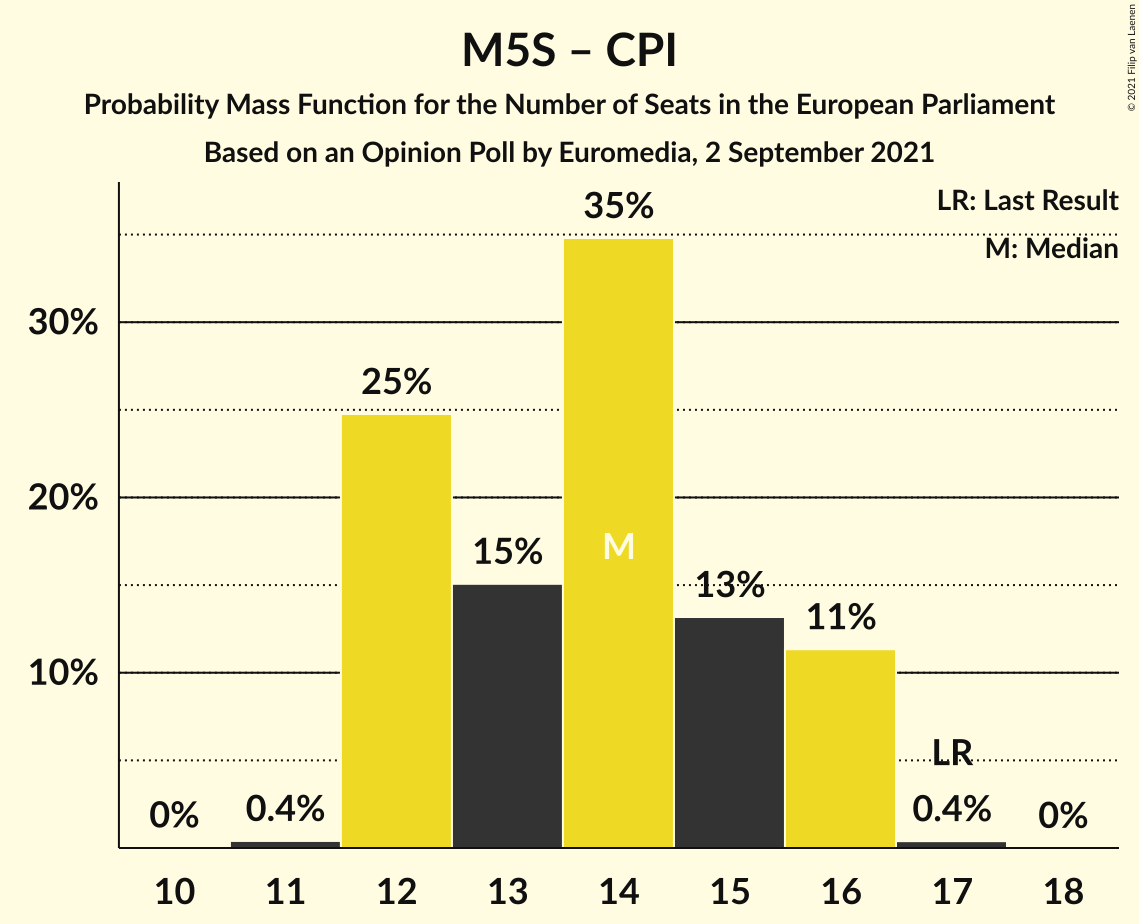 M5S – CPI
Probability Mass Function for the Number of Seats in the European Parliament
Based on an Opinion Poll by Euromedia, 2 September 2021
© 2021 Filip van Laenen
LR: Last Result
M: Median
35%
30%
25%
20%
15%
M
13%
11%
10%
LR
0%
0.4%
0.4%
0%
10 11 12 13 14 15 16 17 18